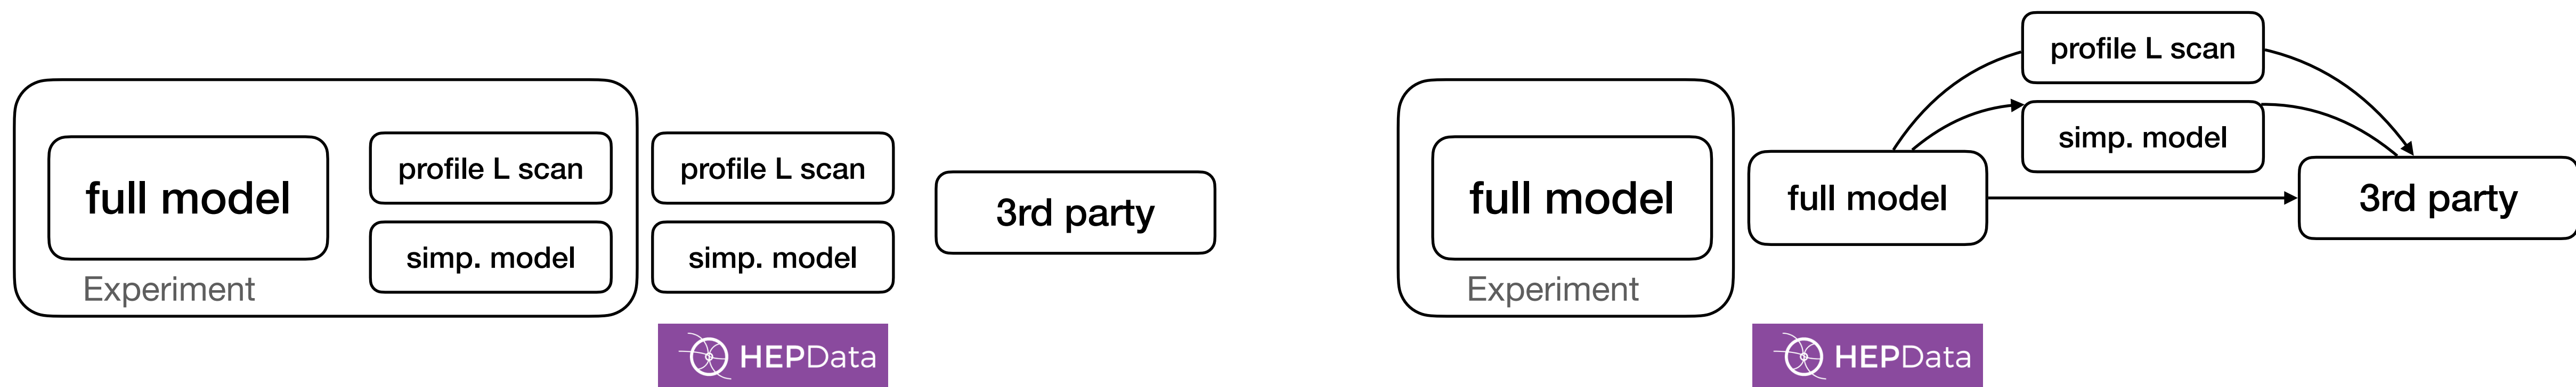 full model
Experiment
profile L scan
simp. model
profile L scan
simp. model
HEPData
3rd party
full model
Experiment
full model
HEPData
profile L scan
simp. model
3rd party